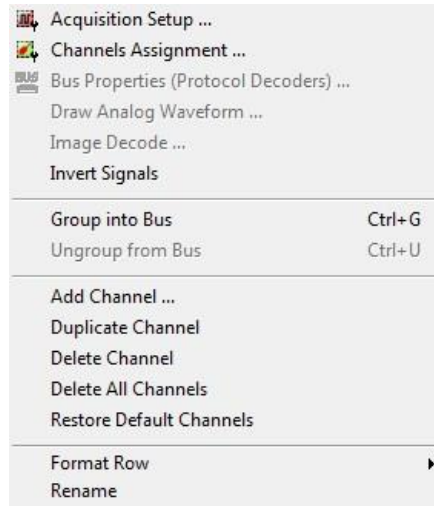 Acquisition Setup ...
Channels Assignment ...
Bus Properties (Protocol Decoders) ...
Draw Analog Waveform ...
Image Decode ...
Invert Signals
Group into Bus Ctrl+G
Ungroup from Bus Ctrl+U
Add Channel ...
Duplicate Channel
Delete Channel
Delete All Channels
Restore Default Channels
Format Row
Rename